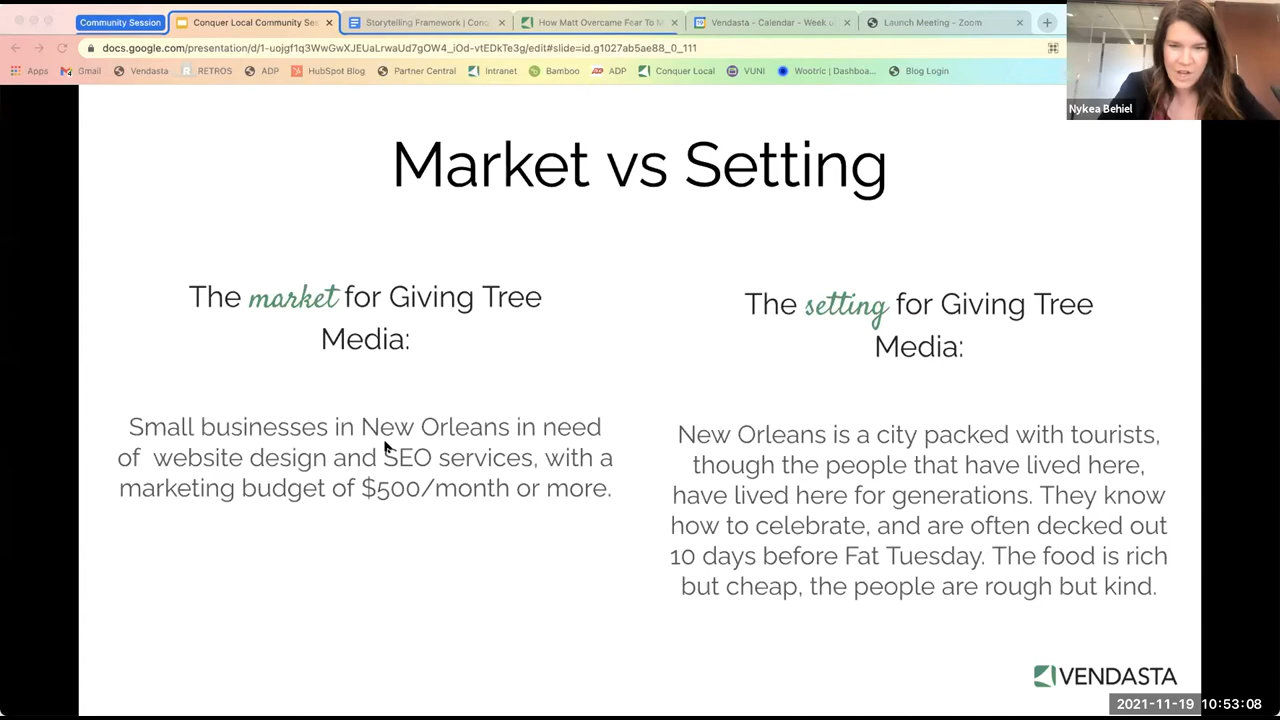 Community Session
Conquer Local Community Ses
Storytelling Framework | Conq
How Matt Overcame Fear To M
Vendasta - Calendar - Week o
Launch Meeting - Zoom
docs.google.com/presentation/d/1-uojgf1q3WwGwXJEUaLrwaUd7gOW4_iOd-vtEDkTe3g/edit#slide=id.g1027ab5ae88_0_111
Apps Gmail Vendasta RETROS ADP HubSpot Blog Partner Central Intranet Bamboo ADP Conquer Local VUNI Wootric | Dashboa... Blog Login
Nykea Behiel
Market vs Setting
The market for Giving Tree
Media:
Small businesses in New Orleans in need
of website design and SEO services, with a
marketing budget of $500/month or more.
The setting for Giving Tree
Media:
New Orleans is a city packed with tourists,
though the people that have lived here,
have lived here for generations. They know
how to celebrate, and are often decked out
10 days before Fat Tuesday. The food is rich
but cheap, the people are rough but kind.
VENDASTA
2021-11-19 10:53:08